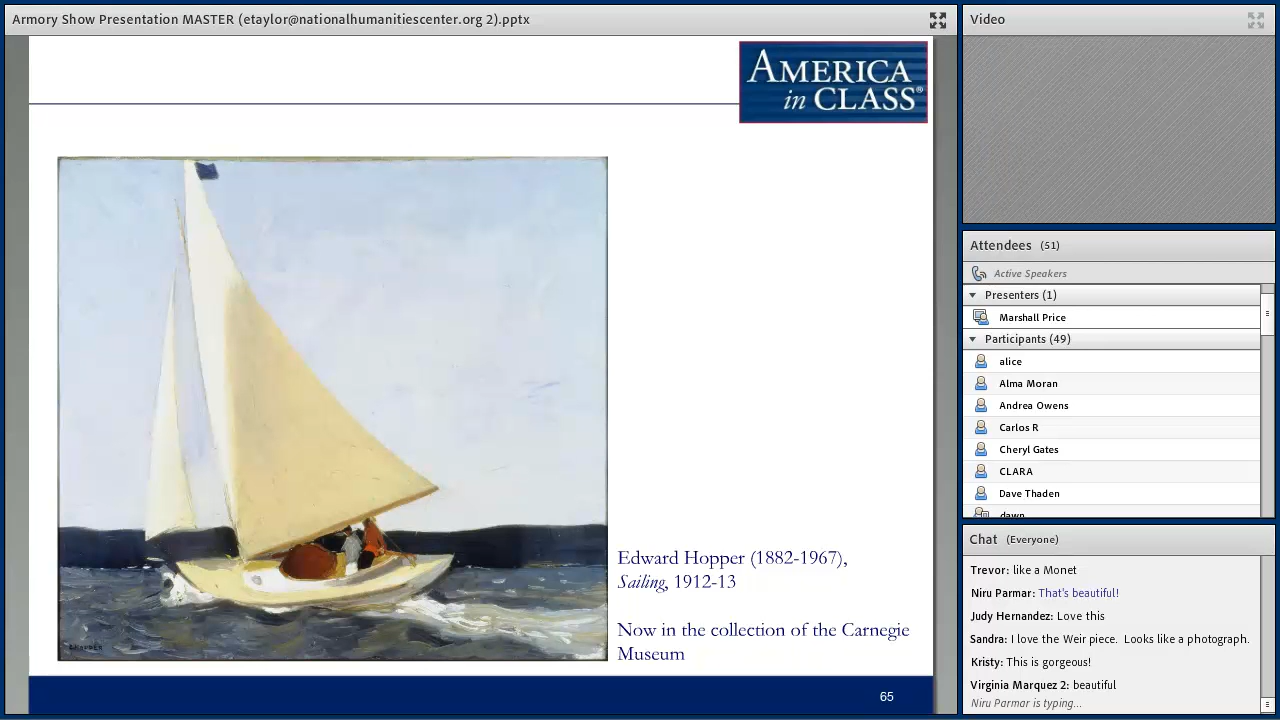 Armory Show Presentation MASTER (etaylor@nationalhumanitiescenter.org 2).pptx
AMERICA
in CLASS®
Edward Hopper (1882-1967),
Sailing, 1912-13
Now in the collection of the Carnegie
Museum
65
Video
Attendees (51)
Active Speakers
Presenters (1)
Marshall Price
Participants (49)
alice
Alma Moran
Andrea Owens
Carlos R
Cheryl Gates
CLARA
Dave Thaden
dawn
Chat (Everyone)
Trevor: like a Monet
Niru Parmar: That's beautiful!
Judy Hernandez: Love this
Sandra: I love the Weir piece. Looks like a photograph.
Kristy: This is gorgeous!
Virginia Marquez 2: beautiful
Niru Parmar is typing...